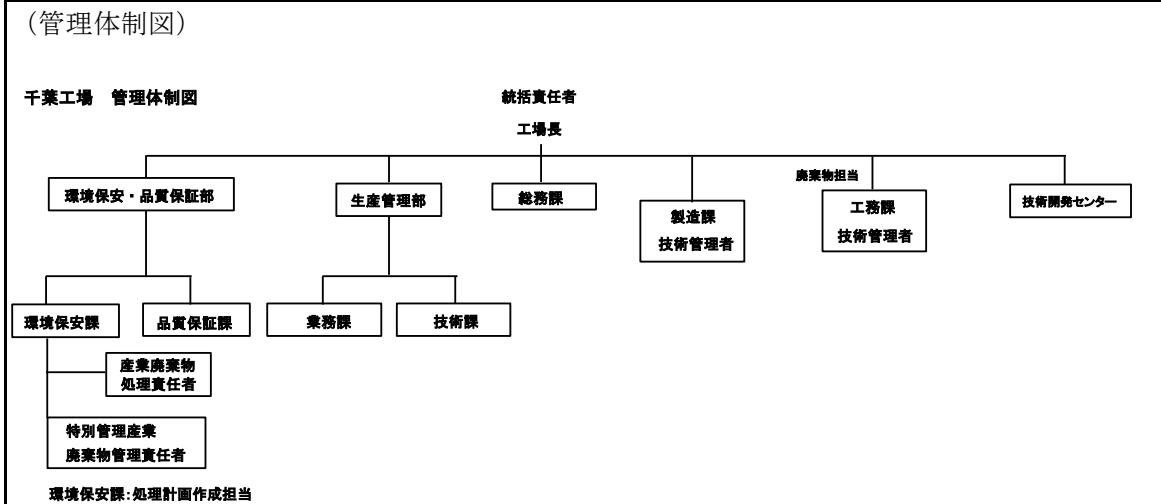 （管理体制図）
千葉工場　管理体制図
統括責任者
工場長
環境保安・品質保証部
生産管理部
総務課
製造課
技術管理者
廃棄物担当
工務課
技術管理者
技術開発センター
環境保安課
品質保証課
業務課
技術課
産業廃棄物
処理責任者
特別管理産業
廃棄物管理責任者
環境保安課:処理計画作成担当